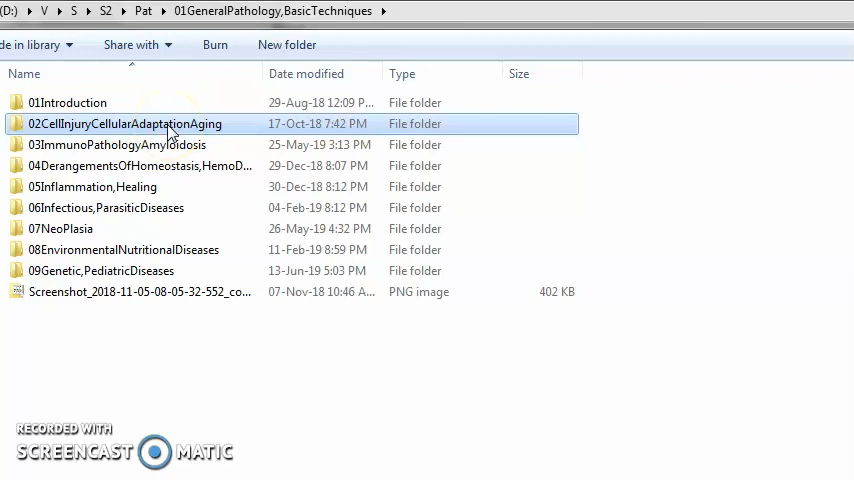 (D:) V S S2 Pat 01GeneralPathology,BasicTechniques
de in library Share with Burn New folder
Name Date modified Type Size
01Introduction 29-Aug-18 12:09 P... File folder
02CellInjuryCellularAdaptationAging 17-Oct-18 7:42 PM File folder
03ImmunoPathologyAmyloidosis 25-May-19 3:13 PM File folder
04DerangementsOfHomeostasis,HemoD... 29-Dec-18 8:07 PM File folder
05Inflammation,Healing 30-Dec-18 8:12 PM File folder
06Infectious,ParasiticDiseases 04-Feb-19 8:12 PM File folder
07NeoPlasia 26-May-19 4:32 PM File folder
08EnvironmentalNutritionalDiseases 11-Feb-19 8:59 PM File folder
09Genetic,PediatricDiseases 13-Jun-19 5:03 PM File folder
Screenshot_2018-11-05-08-05-32-552_co... 07-Nov-18 10:46 A... PNG image 402 KB
RECORDED WITH
SCREENCAST MATIC